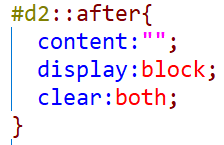 #d2::after{
content:"";
display:block;
clear:both;
}